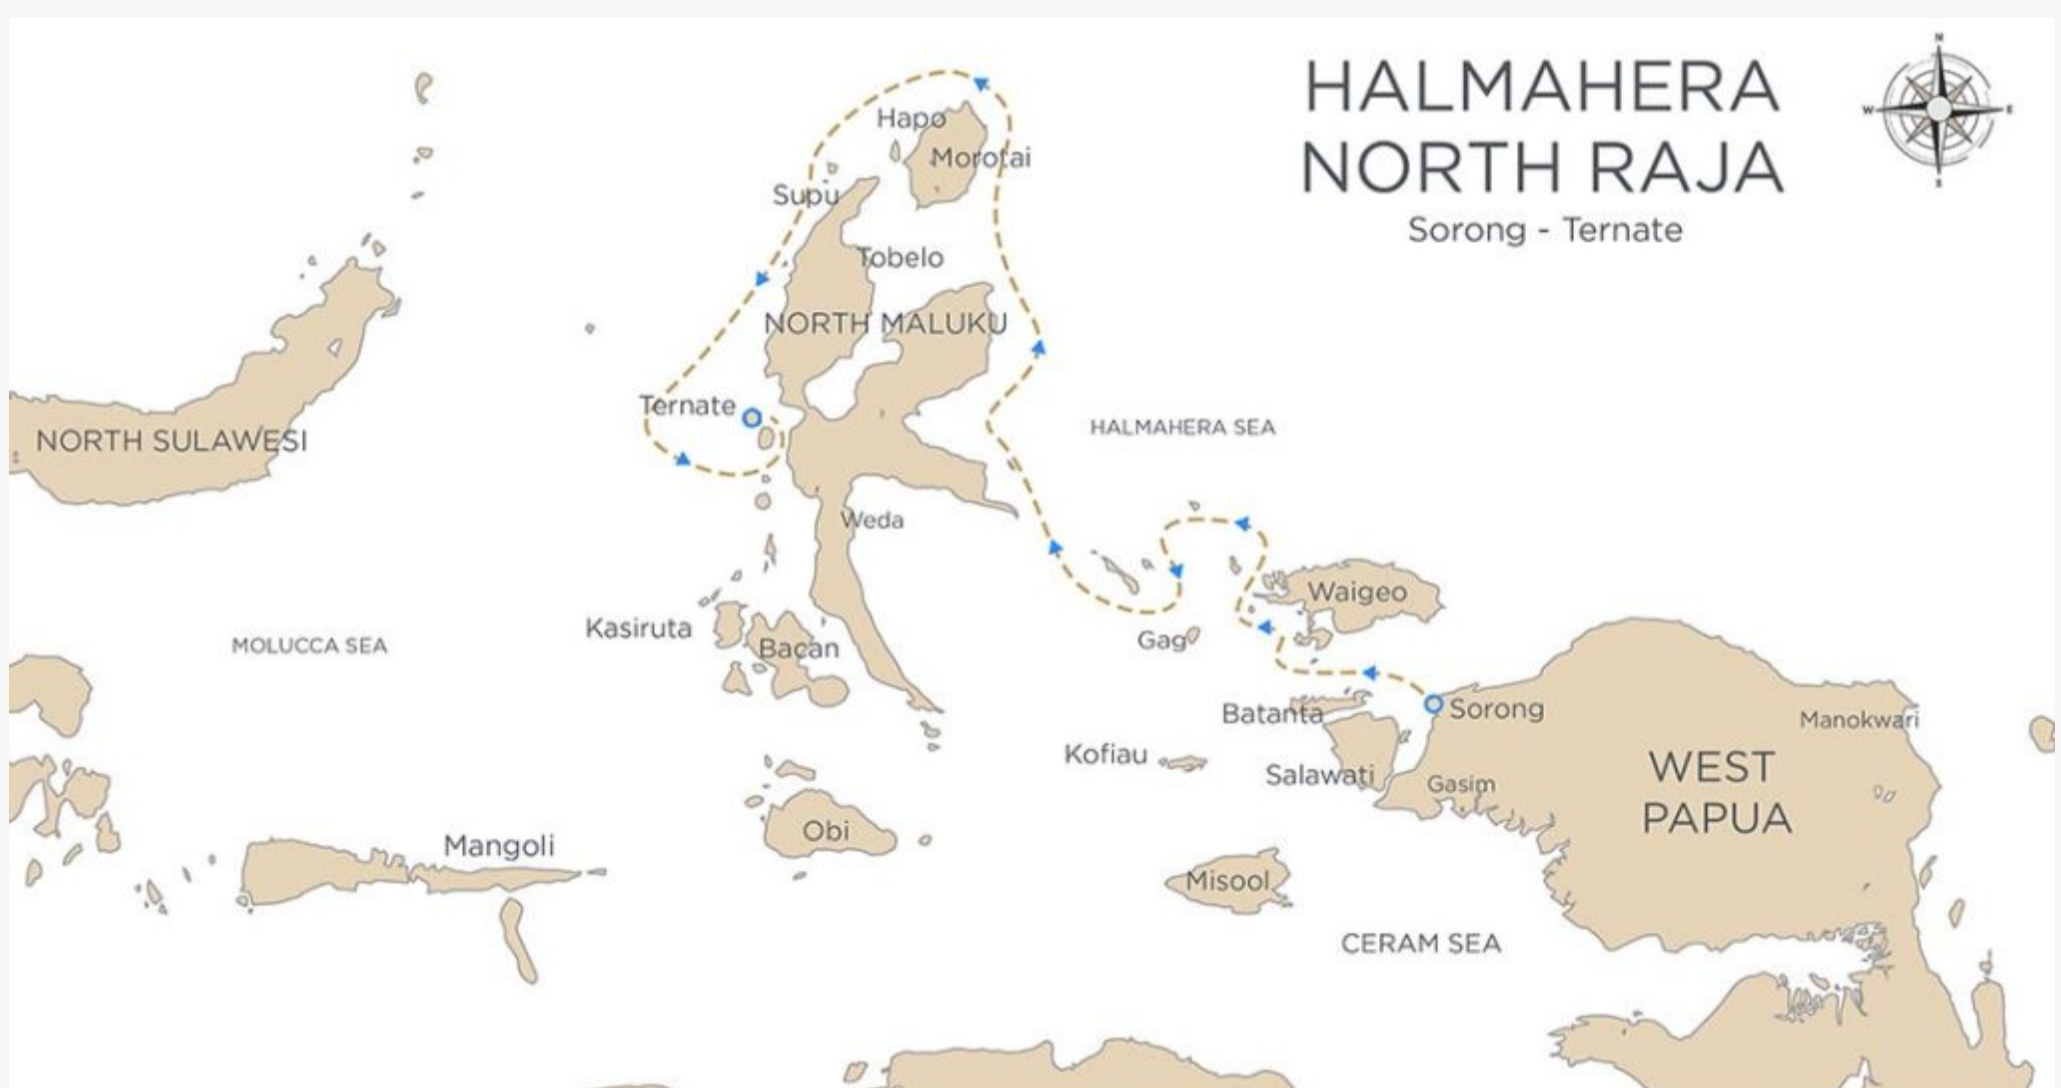 HALMAHERA
NORTH RAJA
Sorong - Ternate
N
W
E
S
Hapo
Morotai
Supu
Tobelo
NORTH MALUKU
Ternate
HALMAHERA SEA
NORTH SULAWESI
Weda
Waigeo
Kasiruta
Bacan
Gag
MOLUCCA SEA
Batanta
Sorong
Manokwari
Kofiau
Salawati
Gasim
WEST
PAPUA
Obi
Mangoli
Misool
CERAM SEA